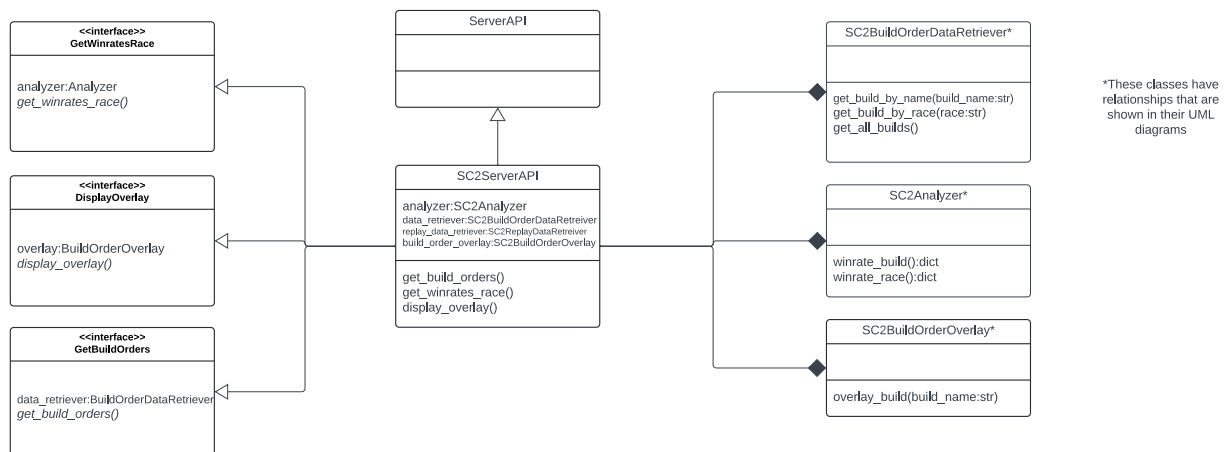 <<interface>>
GetWinratesRace
analyzer:Analyzer
get_winrates_race()
<<interface>>
DisplayOverlay
overlay:BuildOrderOverlay
display_overlay()
<<interface>>
GetBuildOrders
data_retriever:BuildOrderDataRetriever
get_build_orders()
ServerAPI
SC2ServerAPI
analyzer:SC2Analyzer
data_retriever:SC2BuildOrderDataRetreiver
replay_data_retriever:SC2ReplayDataRetreiver
build_order_overlay:SC2BuildOrderOverlay
get_build_orders()
get_winrates_race()
display_overlay()
SC2BuildOrderDataRetriever*
get_build_by_name(build_name:str)
get_build_by_race(race:str)
get_all_builds()
SC2Analyzer*
winrate_build():dict
winrate_race():dict
SC2BuildOrderOverlay*
overlay_build(build_name:str)
*These classes have
relationships that are
shown in their UML
diagrams